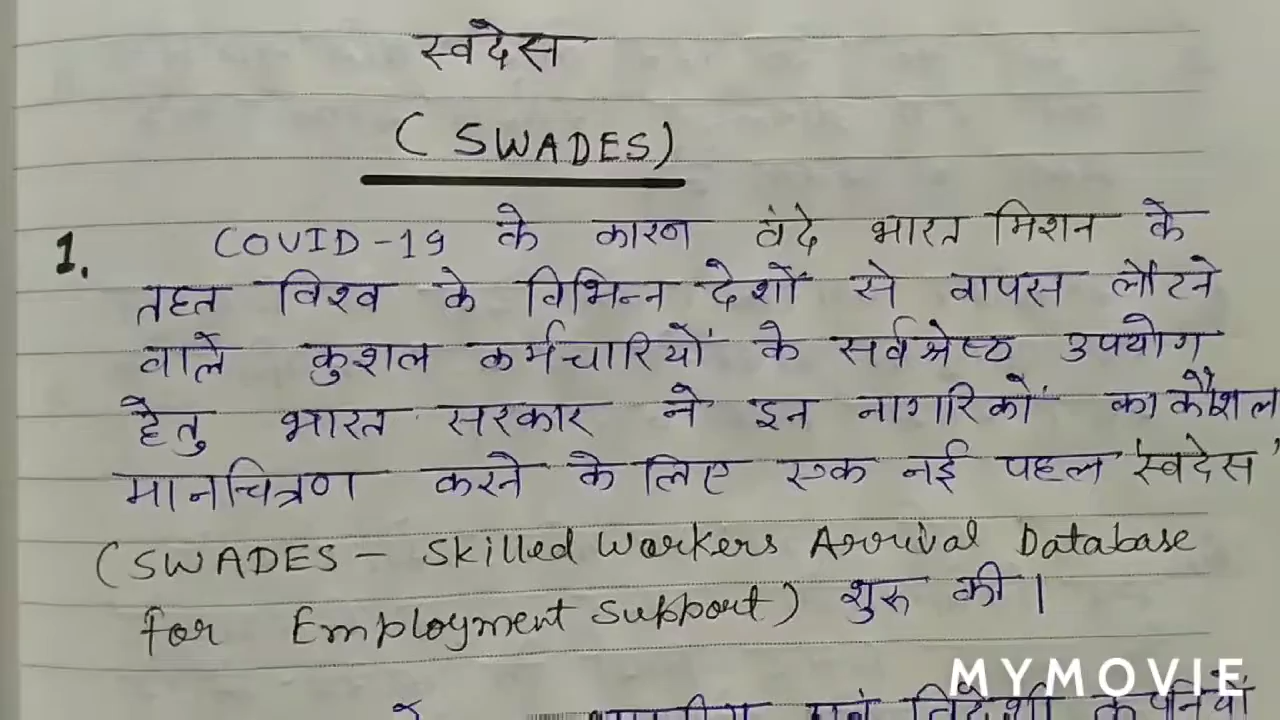 स्वदेस
(SWADES)
1. COVID-19 के कारण वंदे भारत मिशन के
तहत विश्व के विभिन्न देशों से वापस लौटने
वाले कुशल कर्मचारियों के सर्वश्रेष्ठ उपयोग
हेतु भारत सरकार ने इन नागरिकों का कौशल
मानचित्रण करने के लिए एक नई पहल 'स्वदेस'
(SWADES - Skilled Workers Arrival Database
for Employment Support) शुरू की।
MYMOVIE
एवं विदेशी कंपनियों